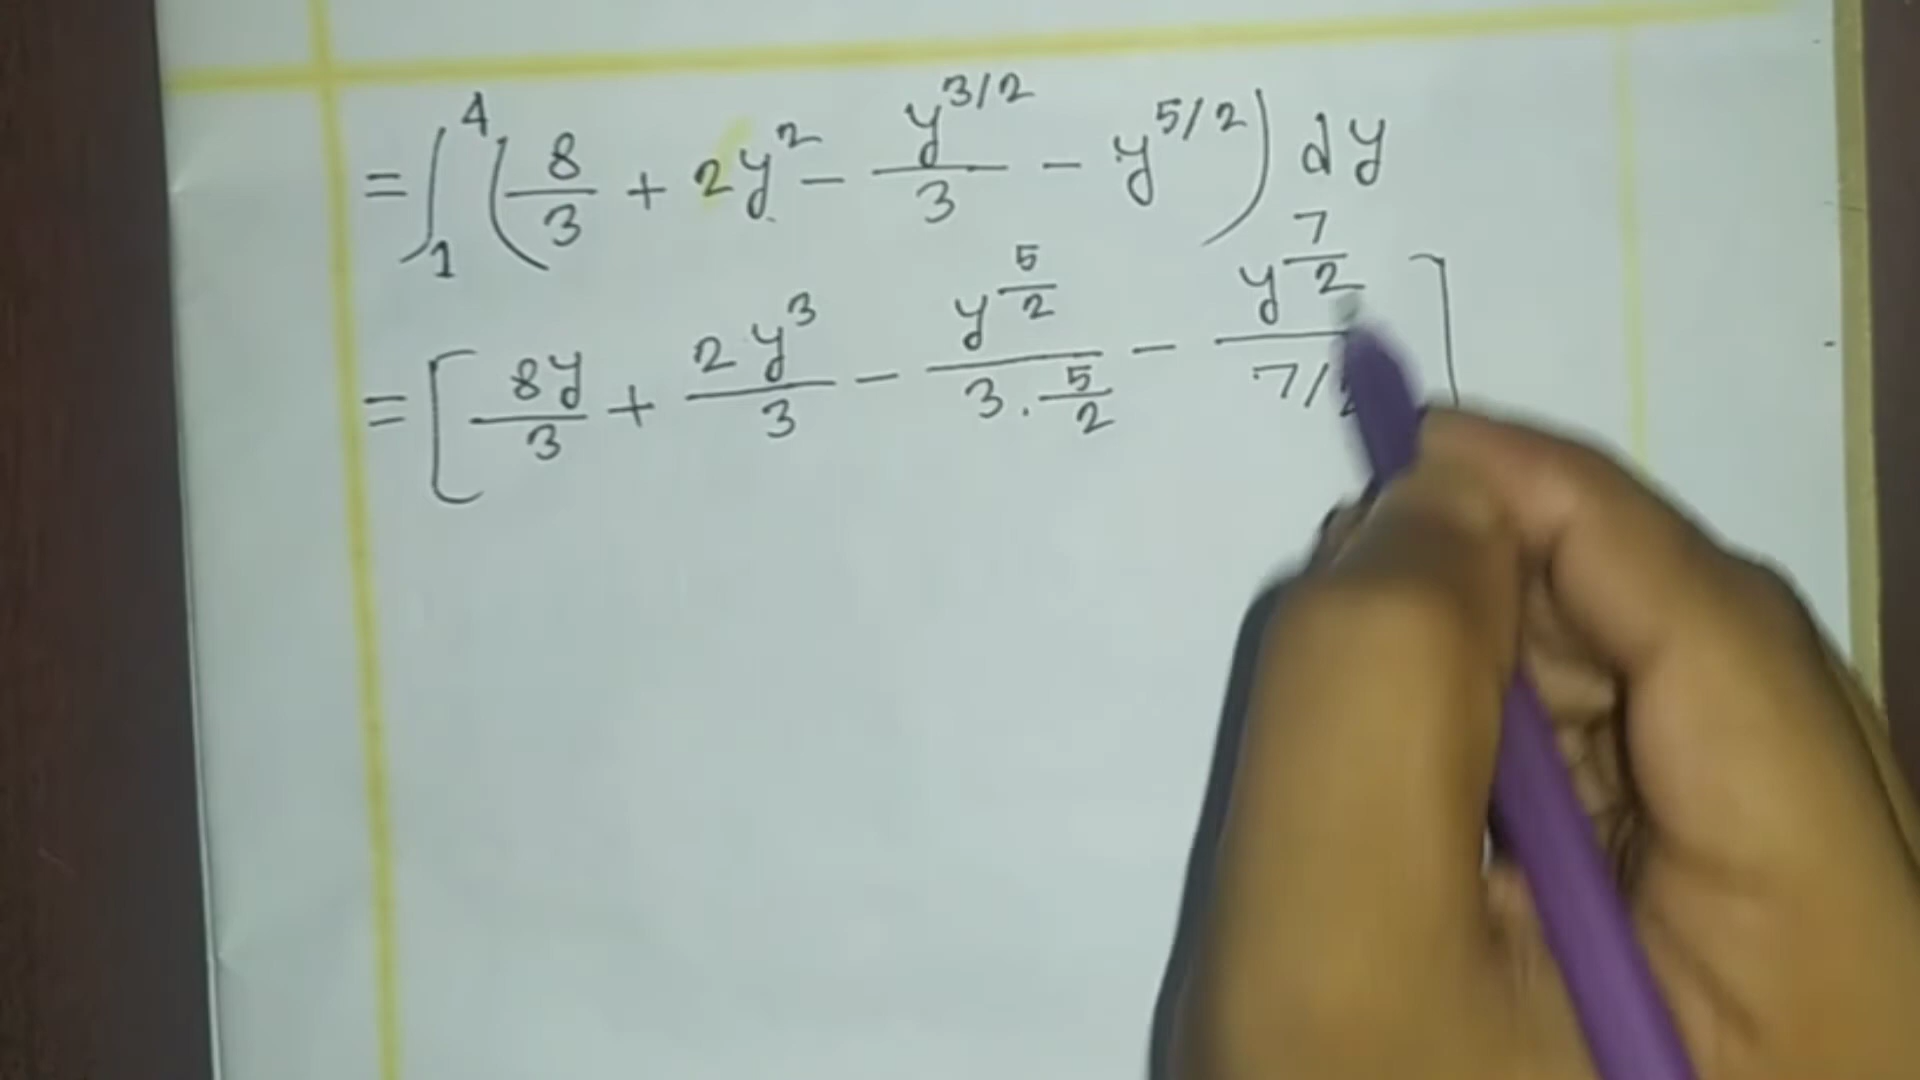 = ∫₁⁴ (8/3 + 2y² − y^(3/2)/3 − y^(5/2)) dy
= [8y/3 + 2y³/3 − y^(5/2)/(3·5/2) − y^(7/2)/(7/2)]